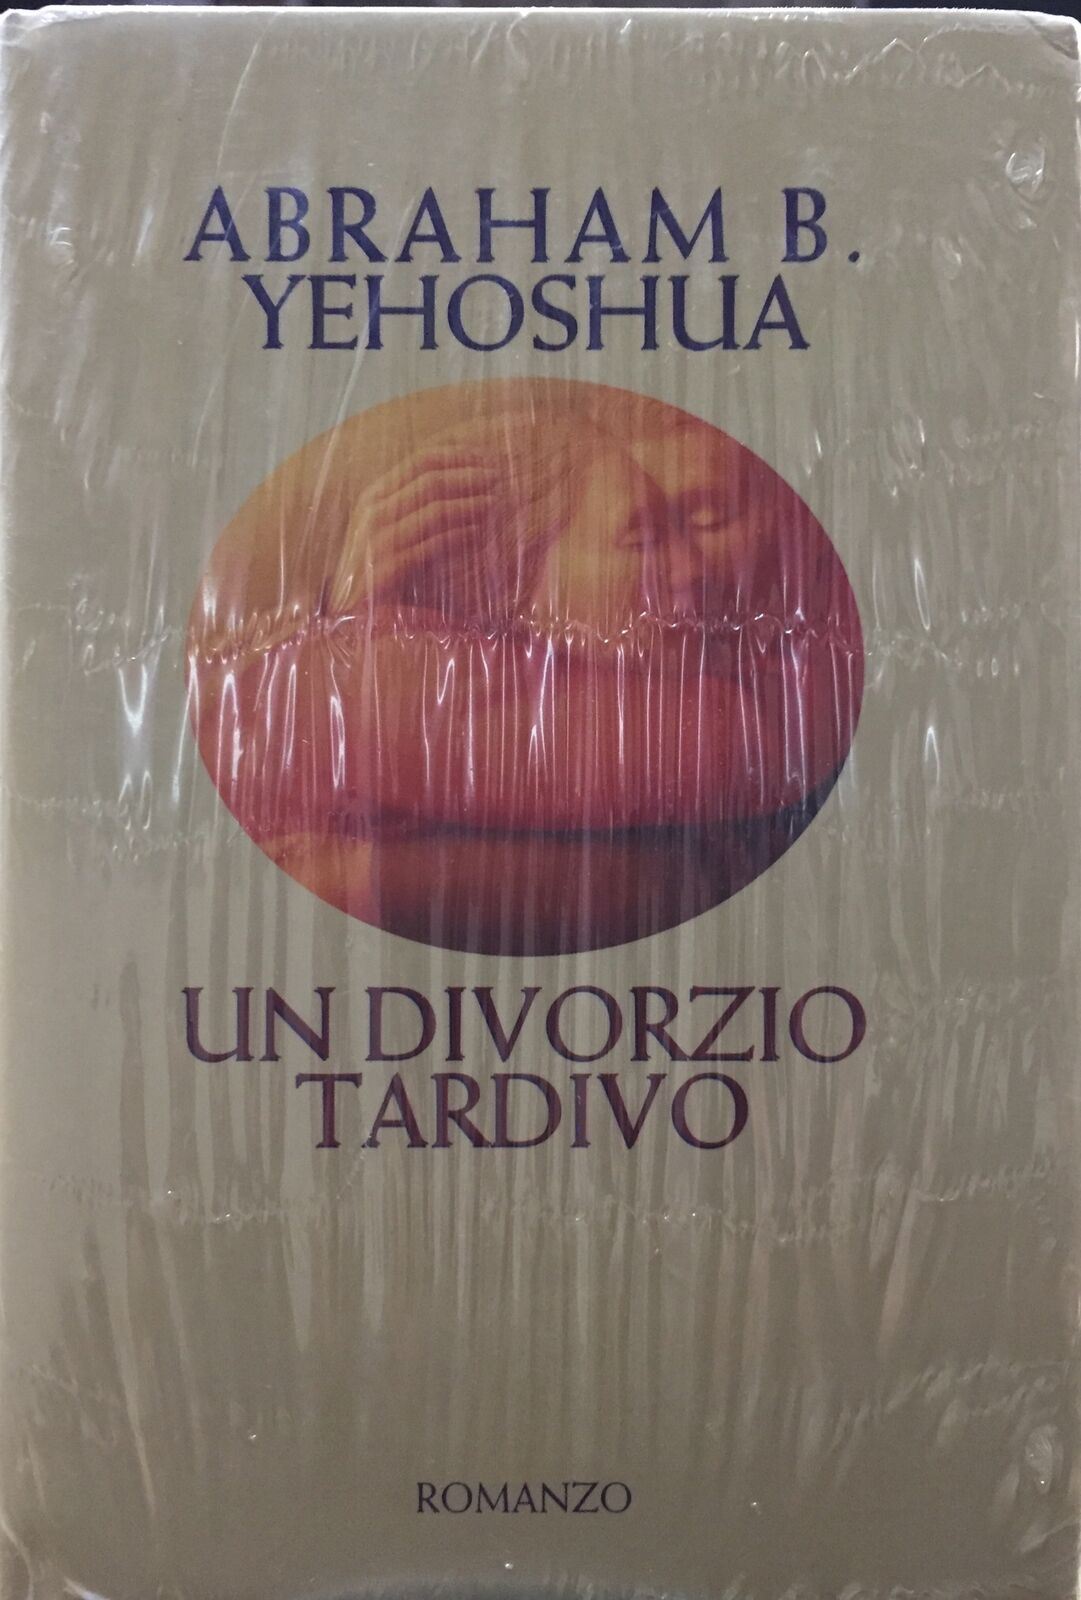 ABRAHAM B.
YEHOSHUA
UN DIVORZIO
TARDIVO
ROMANZO